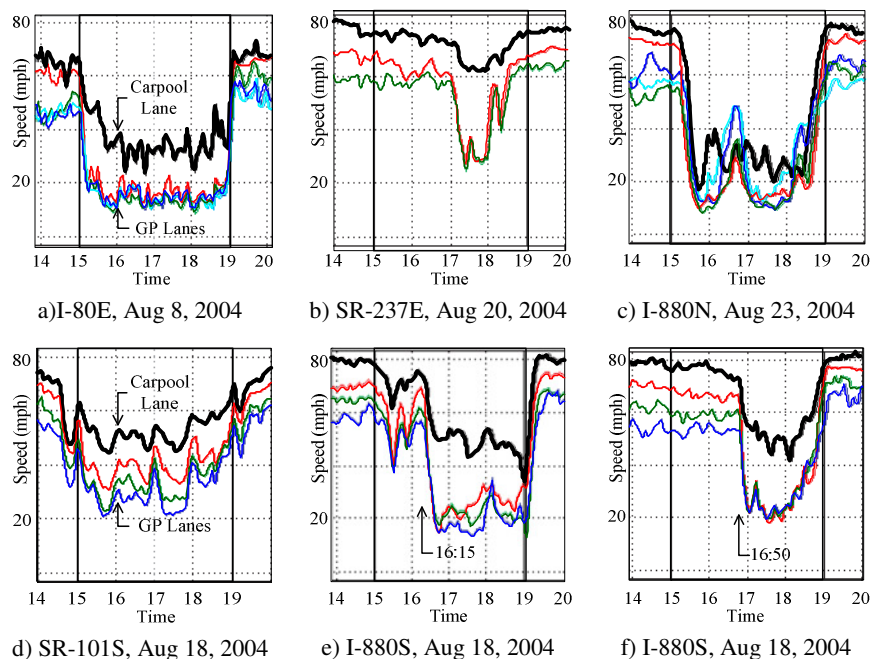 80
Speed (mph)
20
Carpool
Lane
GP Lanes
14 15 16 17 18 19 20
Time
a)I-80E, Aug 8, 2004
80
Speed (mph)
20
14 15 16 17 18 19 20
Time
b) SR-237E, Aug 20, 2004
80
Speed (mph)
20
14 15 16 17 18 19 20
Time
c) I-880N, Aug 23, 2004
80
Speed (mph)
20
Carpool
Lane
GP Lanes
14 15 16 17 18 19 20
Time
d) SR-101S, Aug 18, 2004
80
Speed (mph)
20
16:15
14 15 16 17 18 19 20
Time
e) I-880S, Aug 18, 2004
80
Speed (mph)
20
16:50
14 15 16 17 18 19 20
Time
f) I-880S, Aug 18, 2004